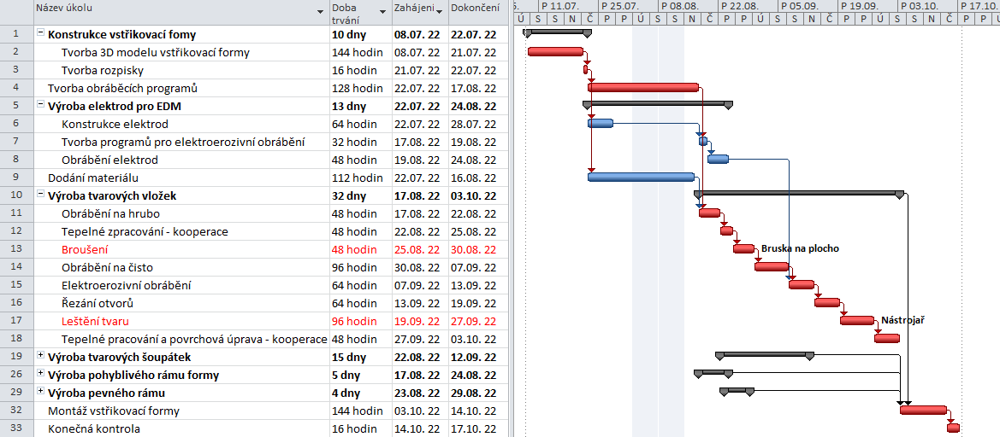 Název úkolu Doba trvání Zahájení Dokončení
5. P 11.07. P 25.07. P 08.08. P 22.08. P 05.09. P 19.09. P 03.10. P 17.10.
Ú S Š N Č P P Ú S Š N Č P P Ú S Š N Č P P Ú S Š N Č P P Ú
1 Konstrukce vstřikovací fomy 10 dny 08.07. 22 22.07. 22
2 Tvorba 3D modelu vstřikovací formy 144 hodin 08.07. 22 21.07. 22
3 Tvorba rozpisky 16 hodin 21.07. 22 22.07. 22
4 Tvorba obráběcích programů 128 hodin 22.07. 22 17.08. 22
5 Výroba elektrod pro EDM 13 dny 22.07. 22 24.08. 22
6 Konstrukce elektrod 64 hodin 22.07. 22 28.07. 22
7 Tvorba programů pro elektroerozivní obrábění 32 hodin 17.08. 22 19.08. 22
8 Obrábění elektrod 48 hodin 19.08. 22 24.08. 22
9 Dodání materiálu 112 hodin 22.07. 22 16.08. 22
10 Výroba tvarových vložek 32 dny 17.08. 22 03.10. 22
11 Obrábění na hrubo 48 hodin 17.08. 22 22.08. 22
12 Tepelné zpracování - kooperace 48 hodin 22.08. 22 25.08. 22
13 Broušení 48 hodin 25.08. 22 30.08. 22 Bruska na plocho
14 Obrábění na čisto 96 hodin 30.08. 22 07.09. 22
15 Elektroerozivní obrábění 64 hodin 07.09. 22 13.09. 22
16 Řezání otvorů 64 hodin 13.09. 22 19.09. 22
17 Leštění tvaru 96 hodin 19.09. 22 27.09. 22 Nástrojař
18 Tepelné pracování a povrchová úprava - kooperace 48 hodin 27.09. 22 03.10. 22
19 Výroba tvarových šoupátek 15 dny 22.08. 22 12.09. 22
26 Výroba pohyblivého rámu formy 5 dny 17.08. 22 24.08. 22
29 Výroba pevného rámu 4 dny 23.08. 22 29.08. 22
32 Montáž vstřikovací formy 144 hodin 03.10. 22 14.10. 22
33 Konečná kontrola 16 hodin 14.10. 22 17.10. 22